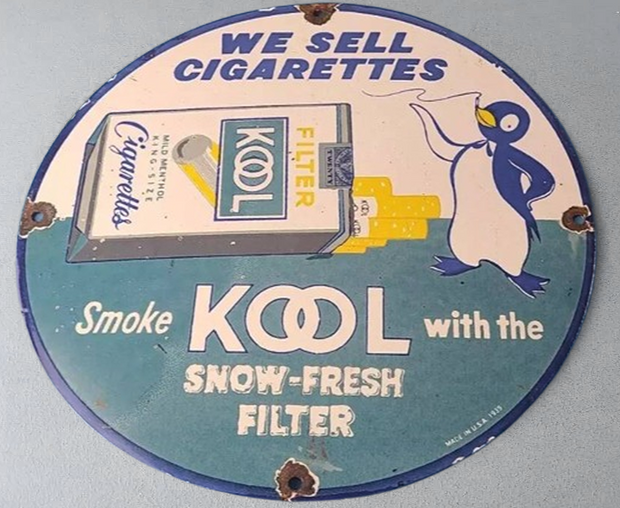 WE SELL
CIGARETTES
FILTER
TWENTY
KOOL
MILD MENTHOL
KING-SIZE
Cigarettes
Smoke KOOL with the
SNOW-FRESH
FILTER
MADE IN U.S.A. 1939